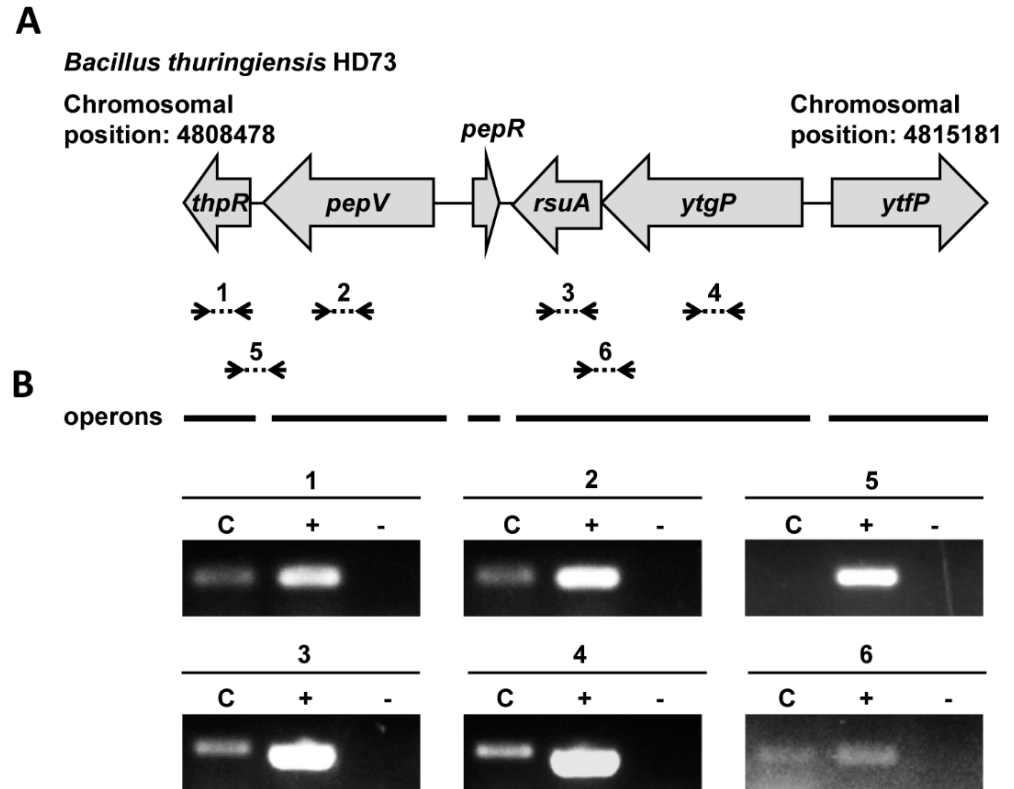 A
Bacillus thuringiensis HD73
Chromosomal
position: 4808478
Chromosomal
position: 4815181
pepR
thpR pepV rsuA ytgP ytfP
1 2 3 4
5 6
B
operons
1 2 5
C + - C + - C + -
3 4 6
C + - C + - C + -